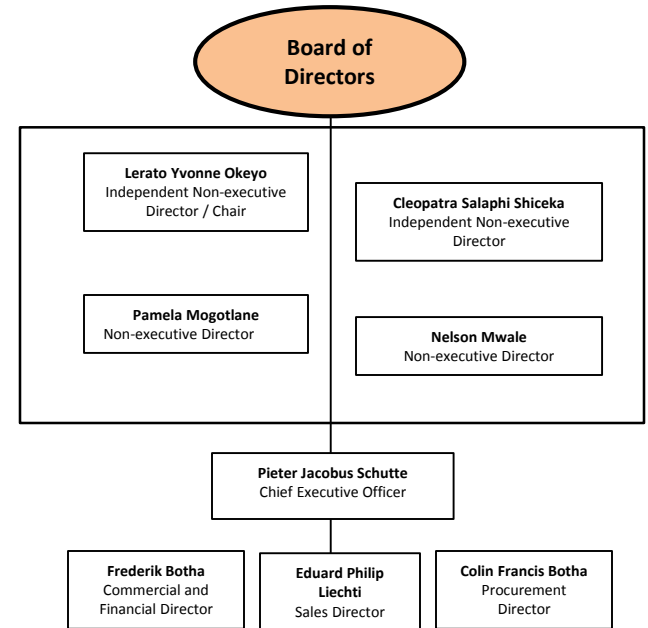 Board of
Directors
Lerato Yvonne Okeyo
Independent Non-executive
Director / Chair
Cleopatra Salaphi Shiceka
Independent Non-executive
Director
Pamela Mogotlane
Non-executive Director
Nelson Mwale
Non-executive Director
Pieter Jacobus Schutte
Chief Executive Officer
Frederik Botha
Commercial and
Financial Director
Eduard Philip
Liechti
Sales Director
Colin Francis Botha
Procurement
Director